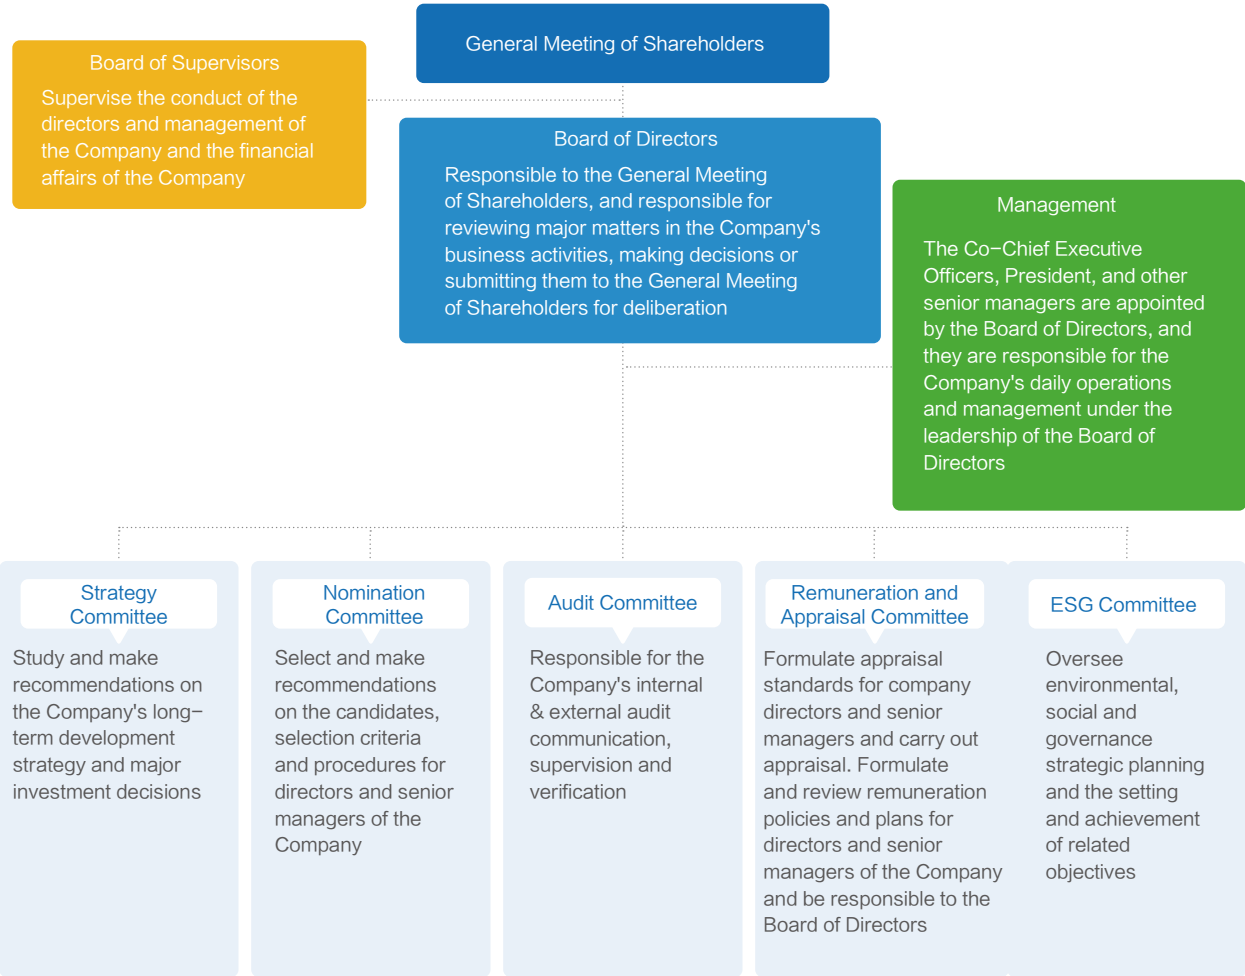 General Meeting of Shareholders
Board of Supervisors
Supervise the conduct of the
directors and management of
the Company and the financial
affairs of the Company
Board of Directors
Responsible to the General Meeting
of Shareholders, and responsible for
reviewing major matters in the Company's
business activities, making decisions or
submitting them to the General Meeting
of Shareholders for deliberation
Management
The Co-Chief Executive
Officers, President, and other
senior managers are appointed
by the Board of Directors, and
they are responsible for the
Company's daily operations
and management under the
leadership of the Board of
Directors
Strategy
Committee
Study and make
recommendations on
the Company's long-
term development
strategy and major
investment decisions
Nomination
Committee
Select and make
recommendations
on the candidates,
selection criteria
and procedures for
directors and senior
managers of the
Company
Audit Committee
Responsible for the
Company's internal
& external audit
communication,
supervision and
verification
Remuneration and
Appraisal Committee
Formulate appraisal
standards for company
directors and senior
managers and carry out
appraisal. Formulate
and review remuneration
policies and plans for
directors and senior
managers of the Company
and be responsible to the
Board of Directors
ESG Committee
Oversee
environmental,
social and
governance
strategic planning
and the setting
and achievement
of related
objectives